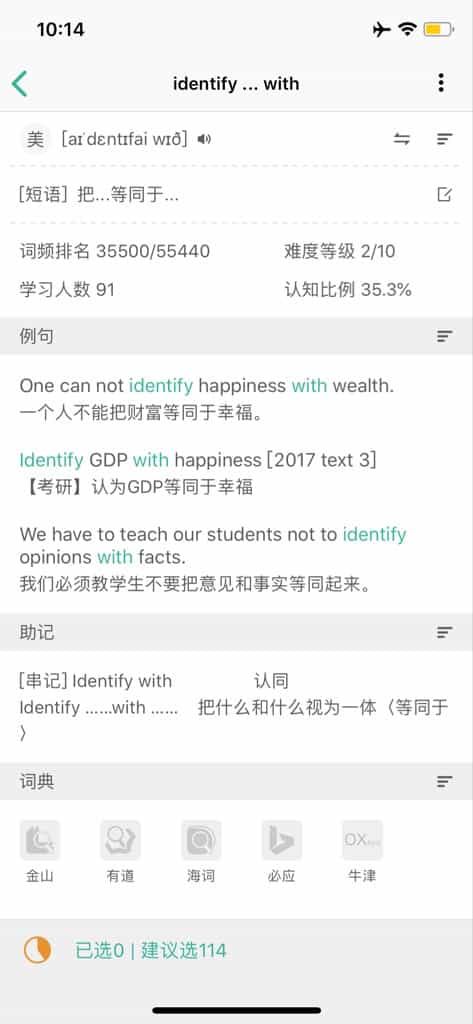 10:14
identify ... with
美 [aɪˈdɛntɪfai wɪð]
[短语] 把...等同于...
词频排名 35500/55440 难度等级 2/10
学习人数 91 认知比例 35.3%
例句
One can not identify happiness with wealth.
一个人不能把财富等同于幸福。
Identify GDP with happiness [2017 text 3]
【考研】认为GDP等同于幸福
We have to teach our students not to identify
opinions with facts.
我们必须教学生不要把意见和事实等同起来。
助记
[串记] Identify with 认同
Identify ……with …… 把什么和什么视为一体〈等同于
〉
词典
金山 有道 海词 必应 牛津
已选0 | 建议选114